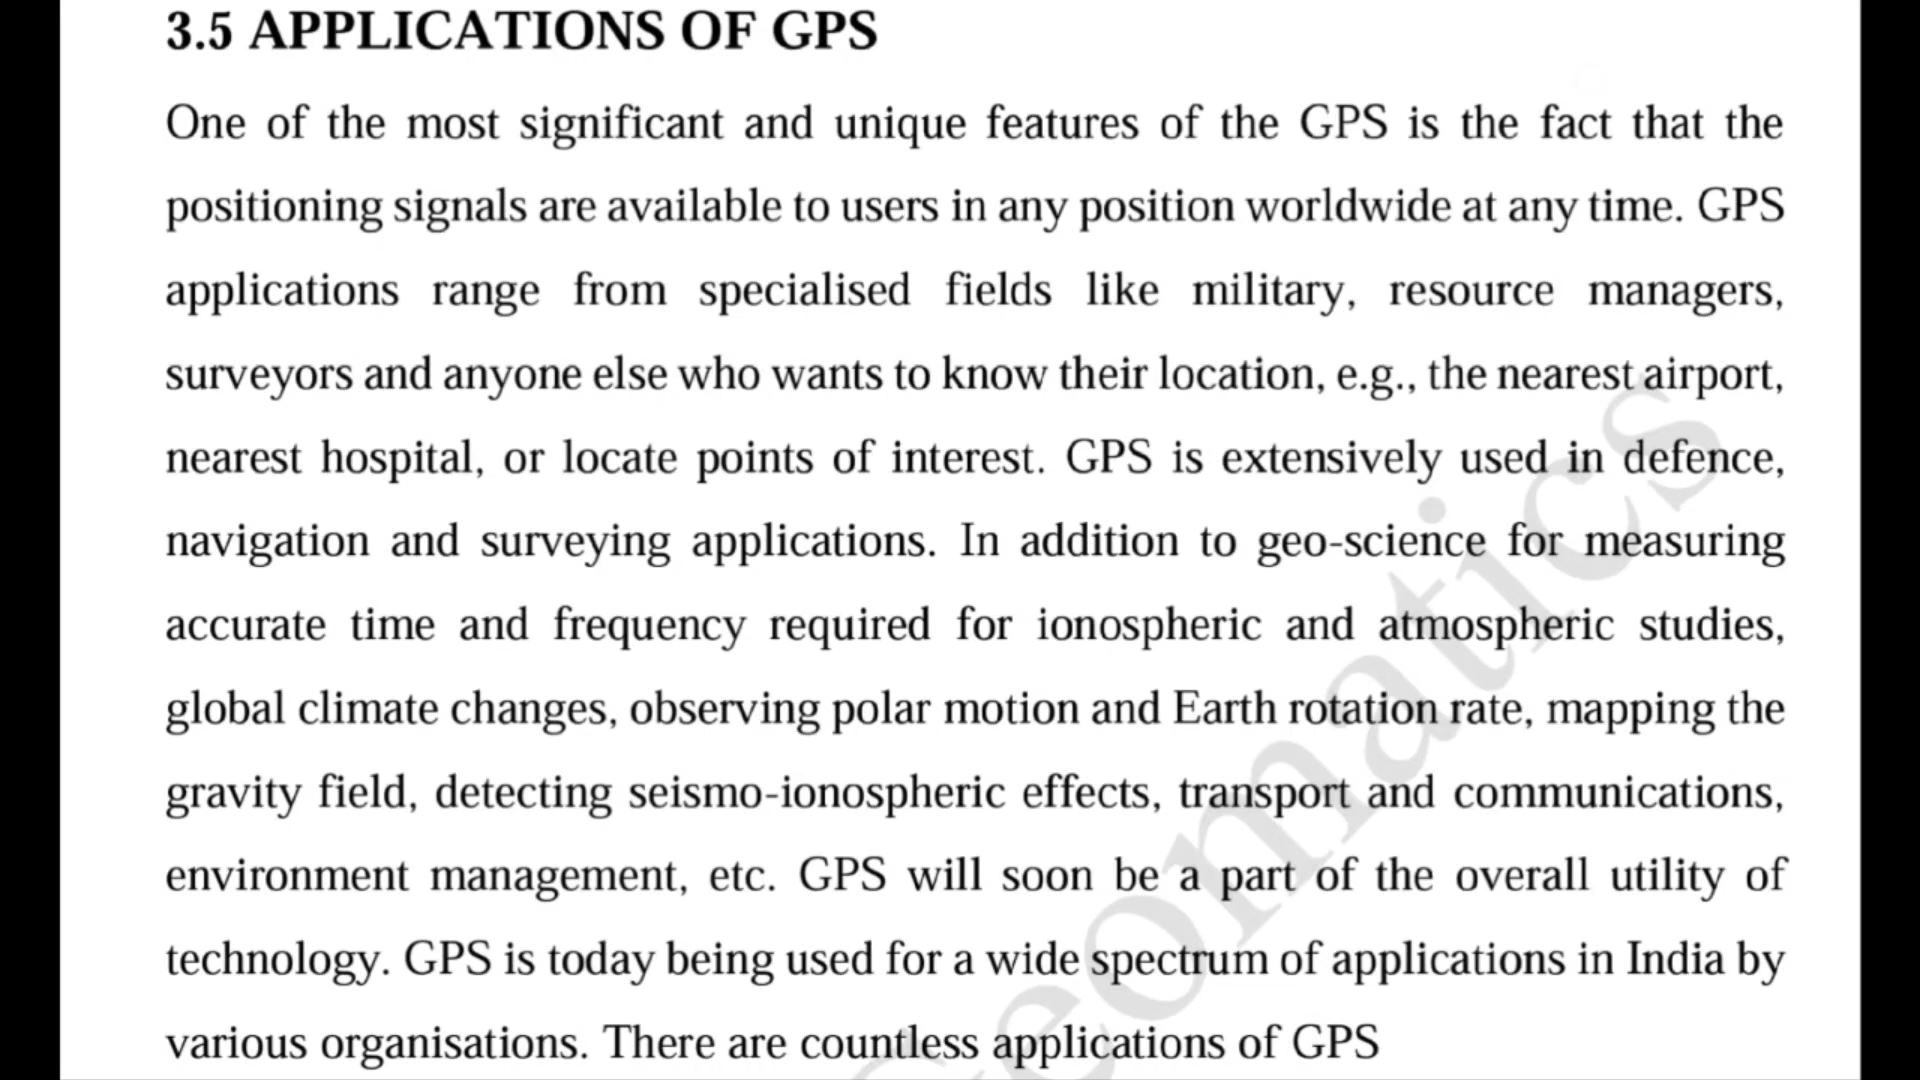 3.5 APPLICATIONS OF GPS
One of the most significant and unique features of the GPS is the fact that the
positioning signals are available to users in any position worldwide at any time. GPS
applications range from specialised fields like military, resource managers,
surveyors and anyone else who wants to know their location, e.g., the nearest airport,
nearest hospital, or locate points of interest. GPS is extensively used in defence,
navigation and surveying applications. In addition to geo-science for measuring
accurate time and frequency required for ionospheric and atmospheric studies,
global climate changes, observing polar motion and Earth rotation rate, mapping the
gravity field, detecting seismo-ionospheric effects, transport and communications,
environment management, etc. GPS will soon be a part of the overall utility of
technology. GPS is today being used for a wide spectrum of applications in India by
various organisations. There are countless applications of GPS
Geomatics